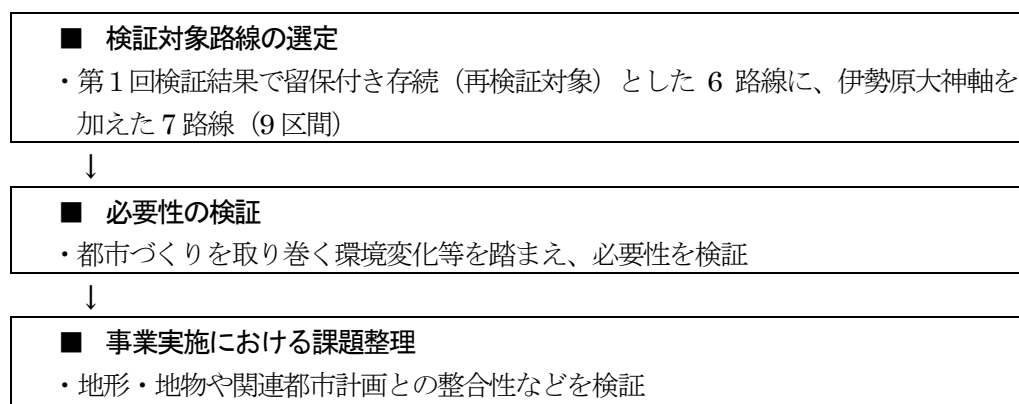 ■ 検証対象路線の選定
・第1回検証結果で留保付き存続（再検証対象）とした 6 路線に、伊勢原大神軸を
加えた 7 路線（9 区間）
↓
■ 必要性の検証
・都市づくりを取り巻く環境変化等を踏まえ、必要性を検証
↓
■ 事業実施における課題整理
・地形・地物や関連都市計画との整合性などを検証